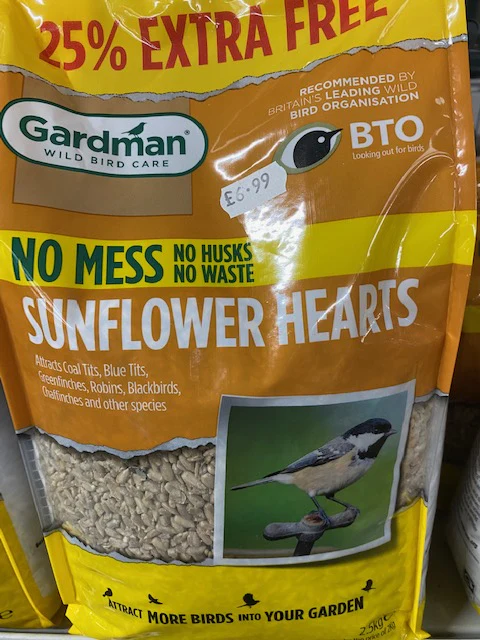 25% EXTRA FREE
RECOMMENDED BY
BRITAIN'S LEADING WILD
BIRD ORGANISATION
Gardman®
WILD BIRD CARE
BTO
Looking out for birds
£6.99
NO MESS
NO HUSKS
NO WASTE
SUNFLOWER HEARTS
Attracts Coal Tits, Blue Tits,
Greenfinches, Robins, Blackbirds,
Chaffinches and other species
ATTRACT MORE BIRDS INTO YOUR GARDEN
2.5kg e